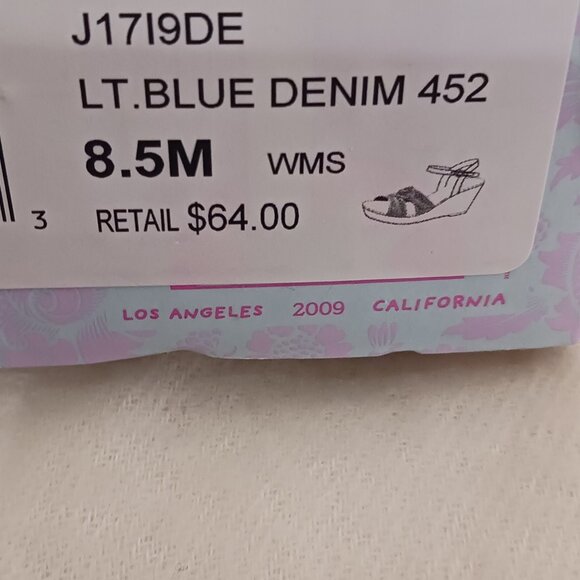 J17I9DE
LT.BLUE DENIM 452
8.5M WMS
3 RETAIL $64.00
LOS ANGELES 2009 CALIFORNIA